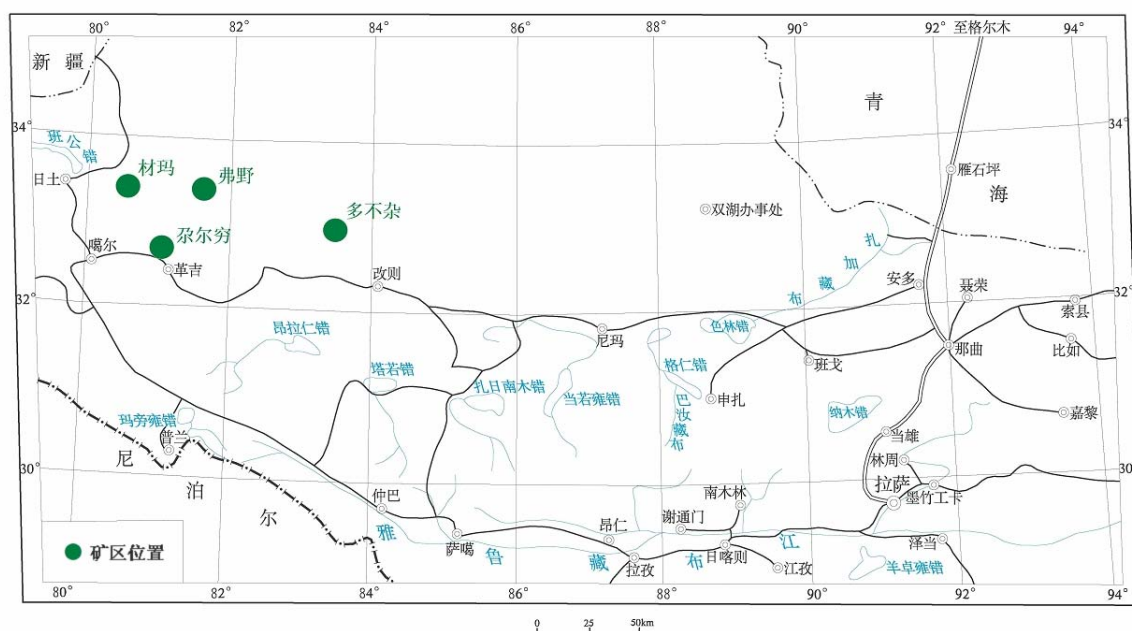 80° 82° 84° 86° 88° 90° 92° 至格尔木 94°
新疆
青
34°
34°
班公错
材玛
弗野
雁石坪
日土
海
多不杂
双湖办事处
尕尔穷
扎加藏布
噶尔
革吉
改则
安多
聂荣
32°
32°
索县
昂拉仁错
尼玛
色林错
那曲
比如
塔若错
格仁错
班戈
扎日南木错
当若雍错
申扎
巴汝藏布
纳木错
嘉黎
玛旁雍错
普兰
当雄
尼泊尔
林周
30°
30°
拉萨
墨竹工卡
仲巴
南木林
谢通门
雅鲁藏布江
昂仁
萨噶
泽当
矿区位置
拉孜
日喀则
江孜
羊卓雍错
80° 82° 84° 86° 88° 90° 92° 94°
0 25 50km